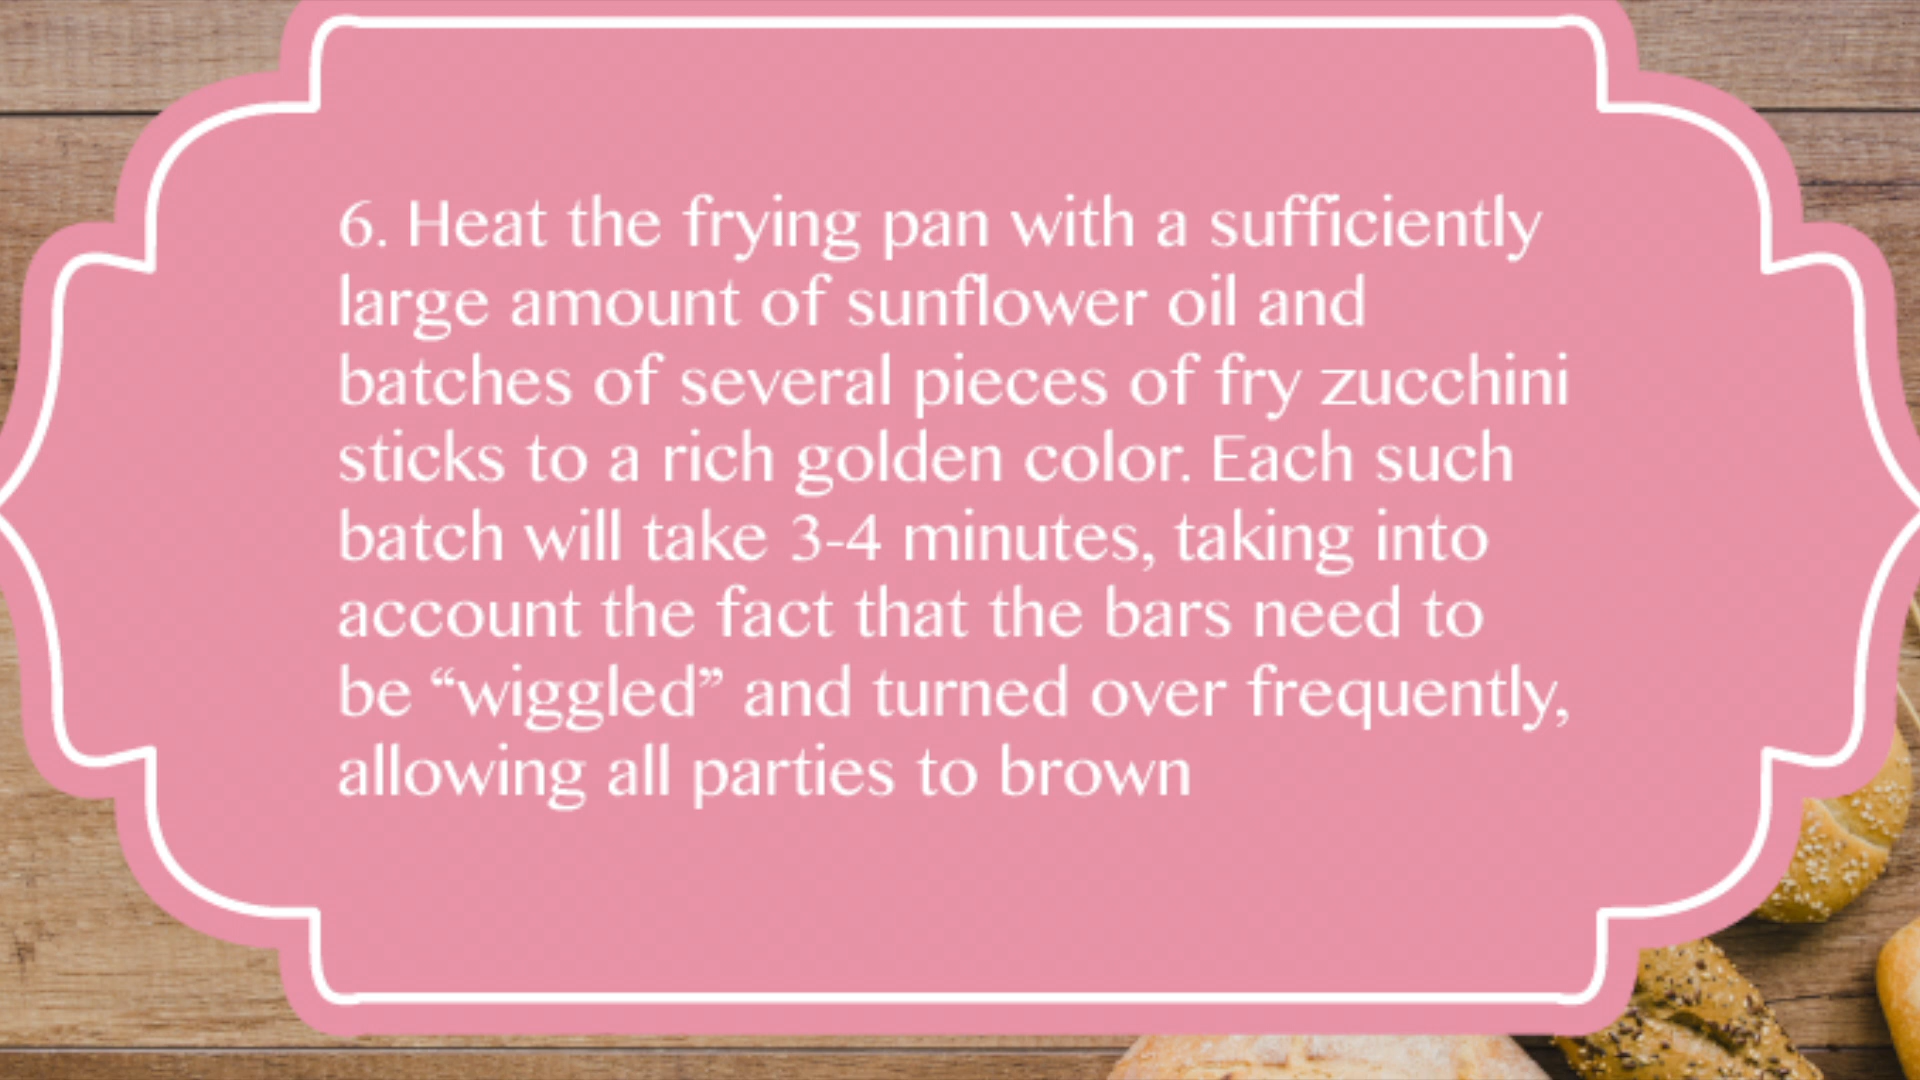 6. Heat the frying pan with a sufficiently
large amount of sunflower oil and
batches of several pieces of fry zucchini
sticks to a rich golden color. Each such
batch will take 3-4 minutes, taking into
account the fact that the bars need to
be “wiggled” and turned over frequently,
allowing all parties to brown